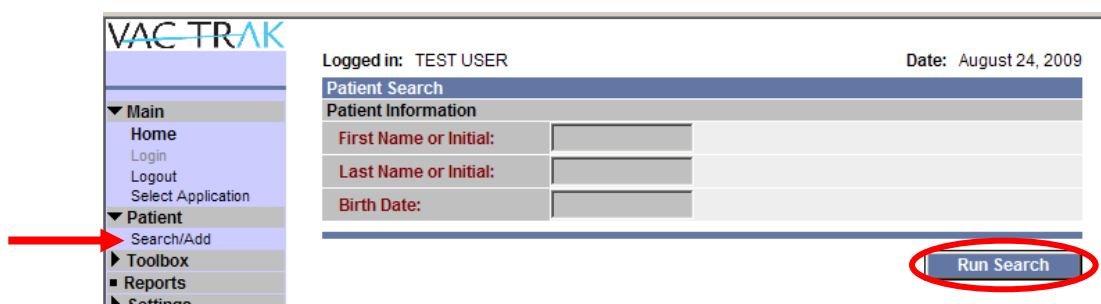 VAC TRAK
Logged in: TEST USER Date: August 24, 2009
Patient Search
Patient Information
First Name or Initial:
Last Name or Initial:
Birth Date:
Run Search
Main
Home
Login
Logout
Select Application
Patient
Search/Add
Toolbox
Reports
Settings